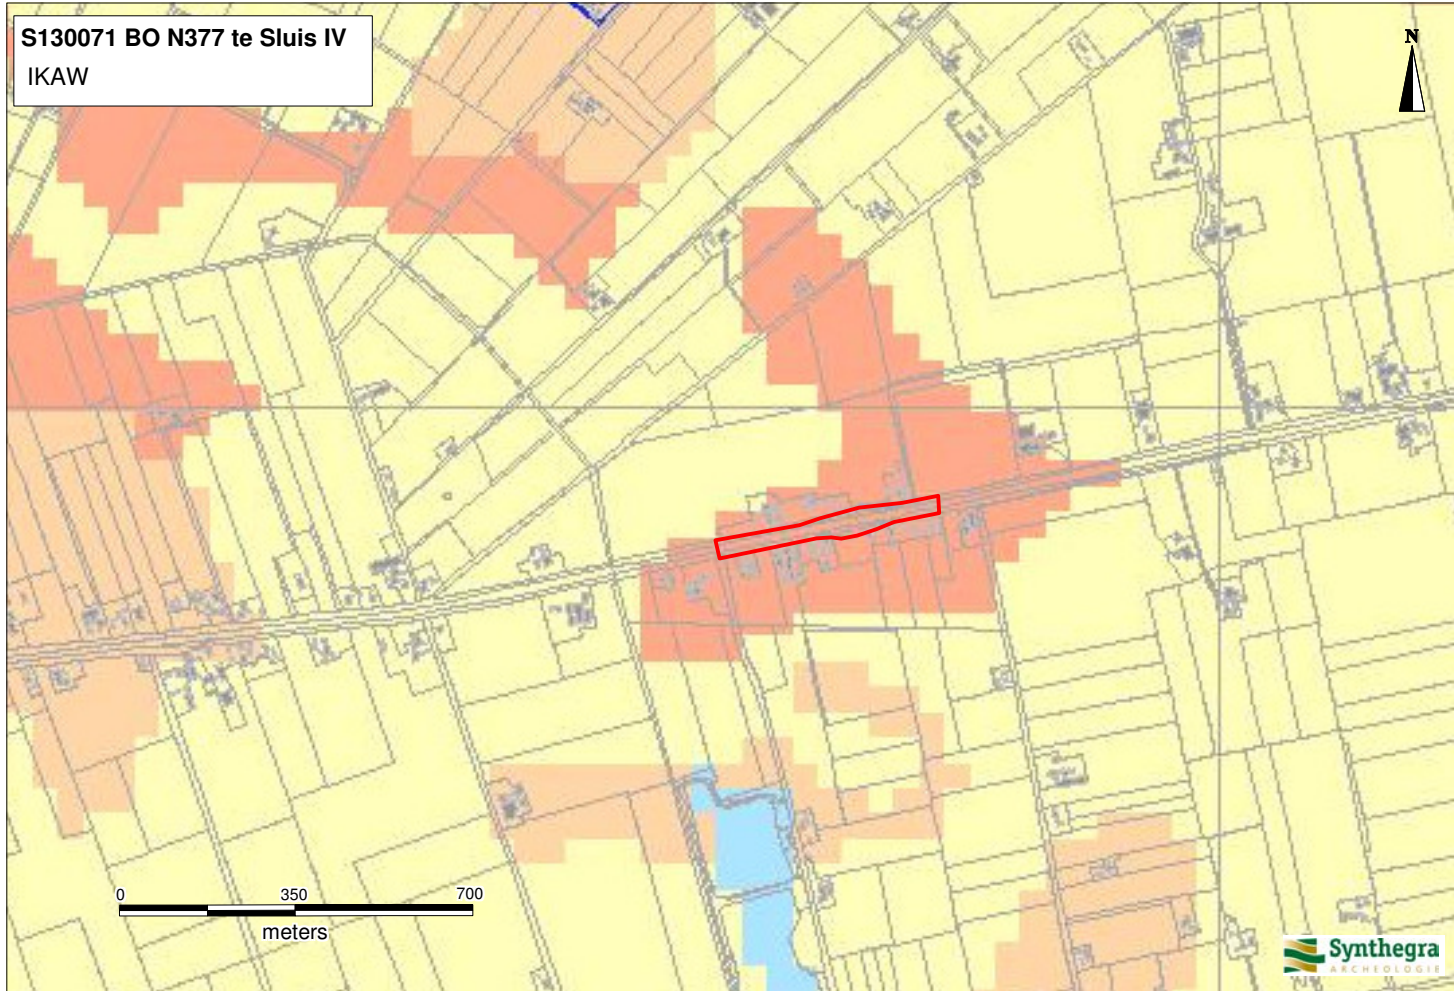 S130071 BO N377 te Sluis IV
IKAW
N
0 350 700
meters
Synthegra
ARCHEOLOGIE